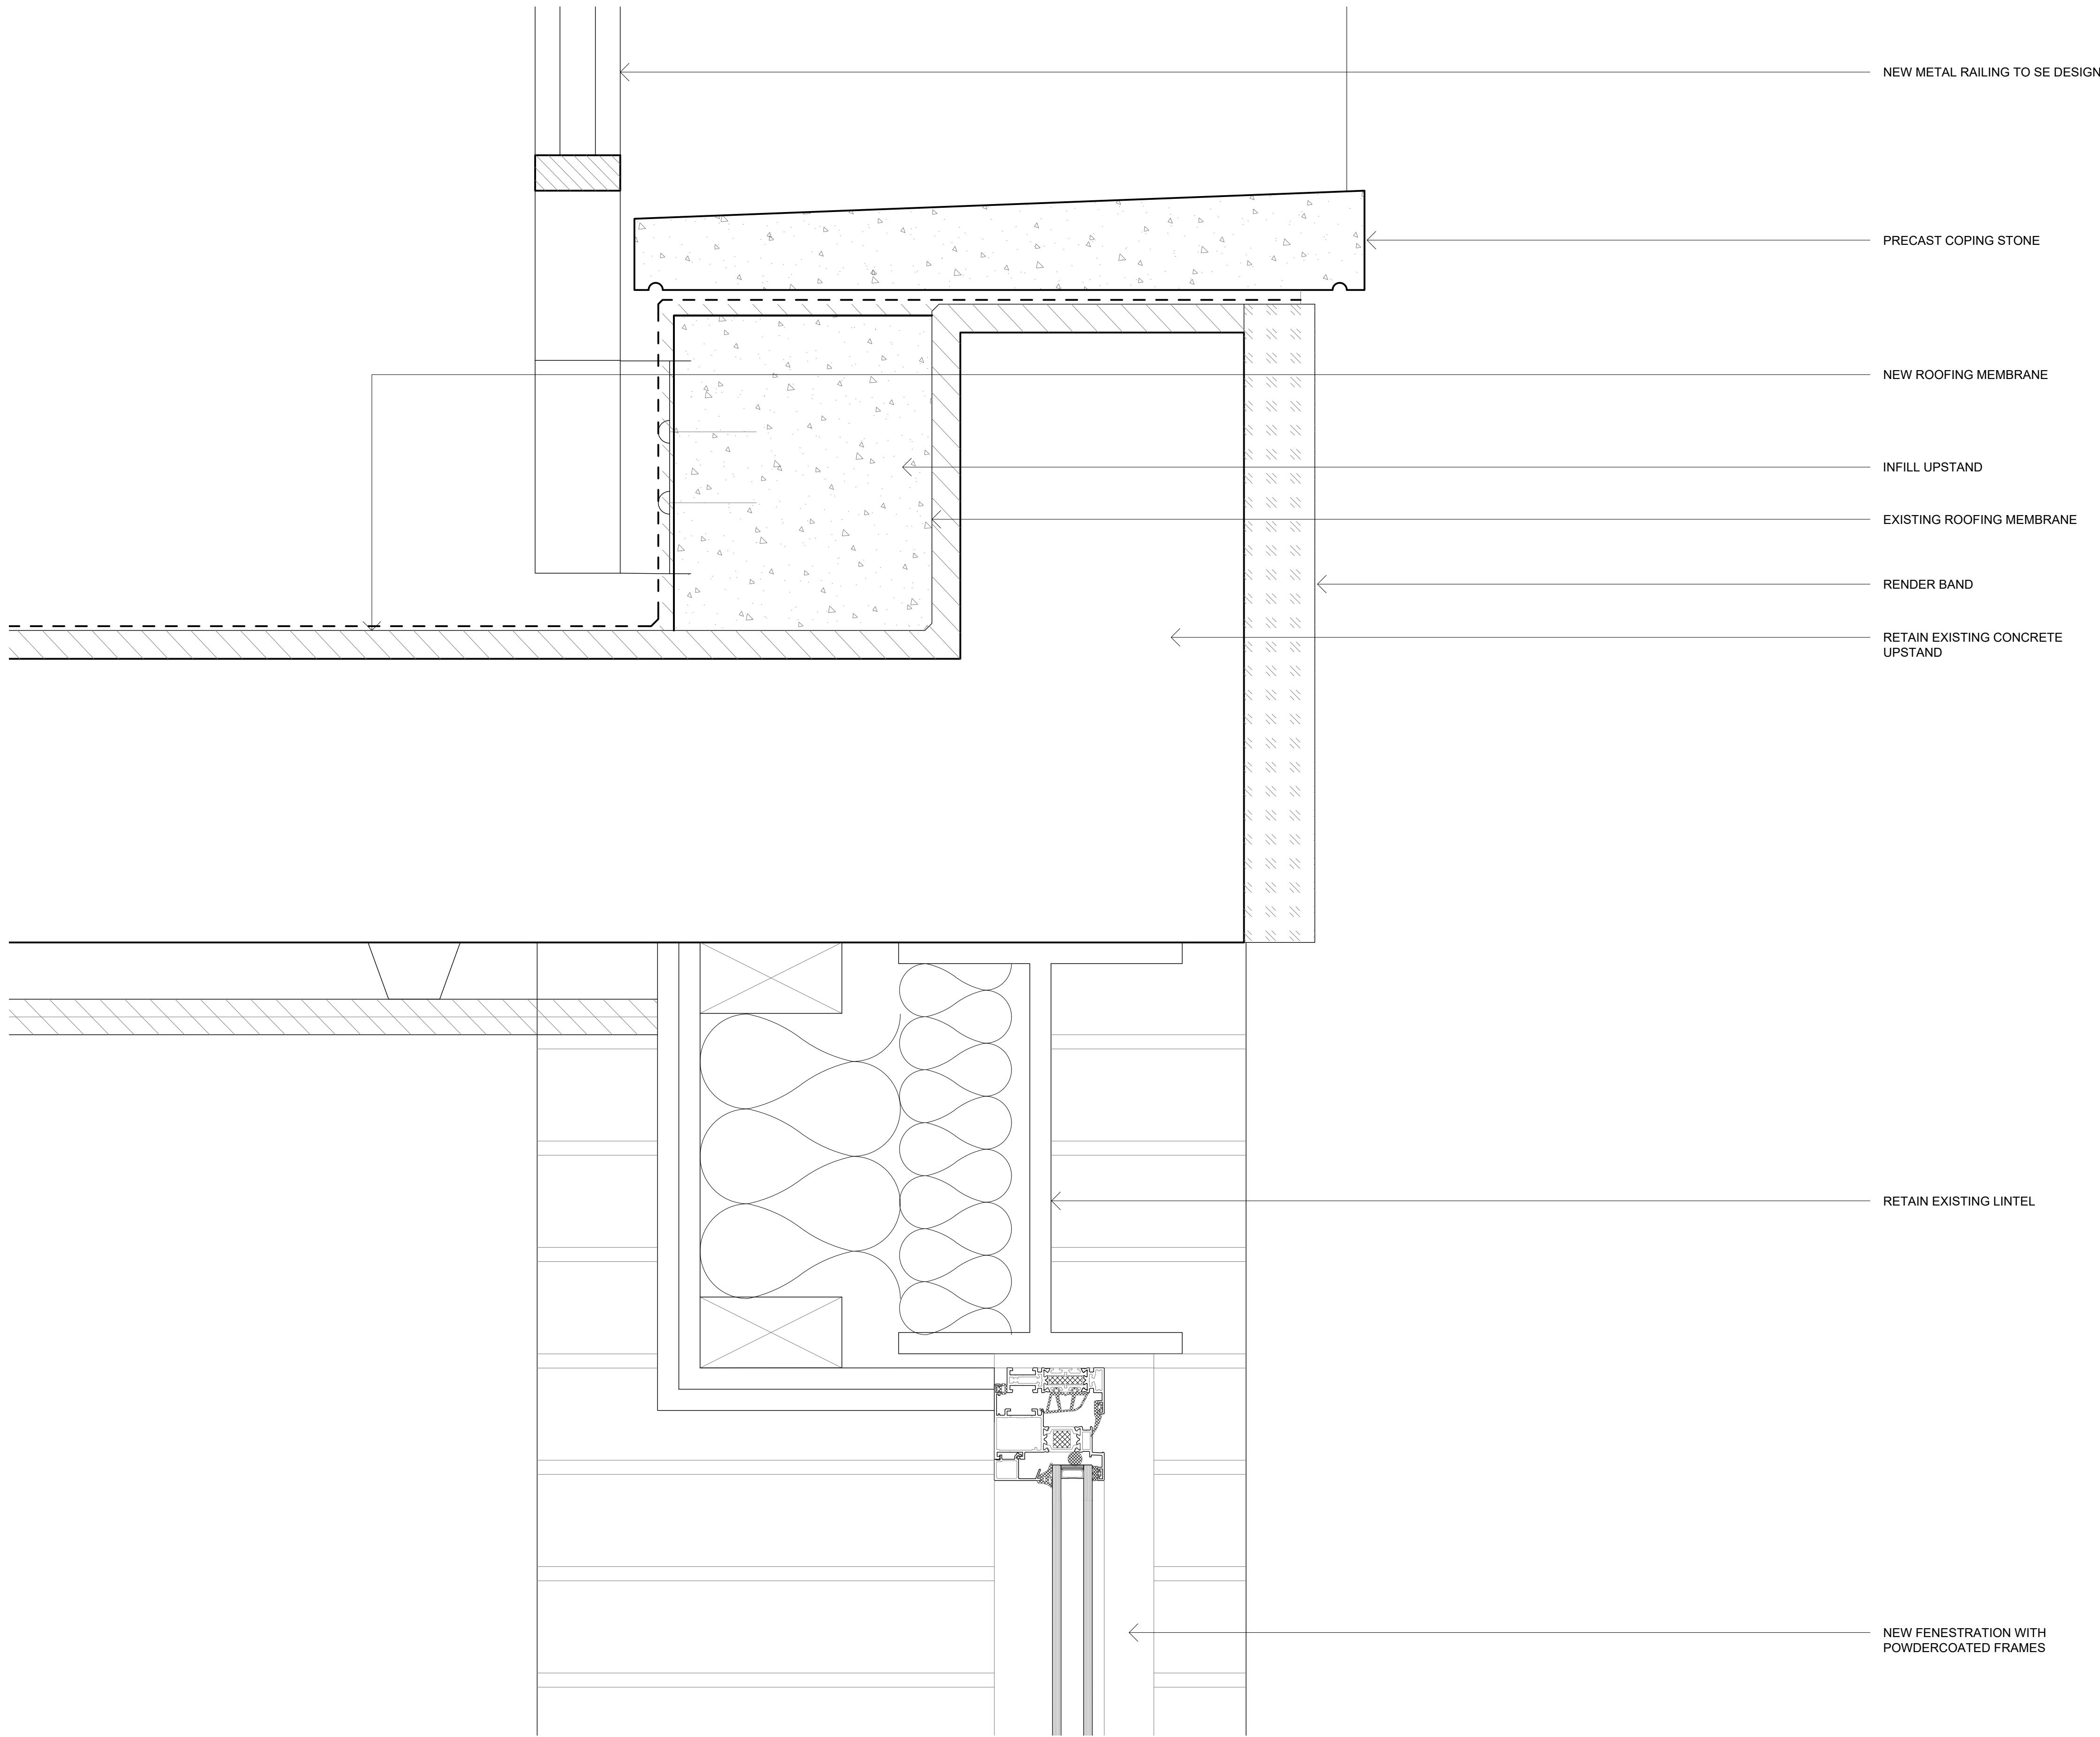 NEW METAL RAILING TO SE DESIGN
PRECAST COPING STONE
NEW ROOFING MEMBRANE
INFILL UPSTAND
EXISTING ROOFING MEMBRANE
RENDER BAND
RETAIN EXISTING CONCRETE
UPSTAND
RETAIN EXISTING LINTEL
NEW FENESTRATION WITH
POWDERCOATED FRAMES